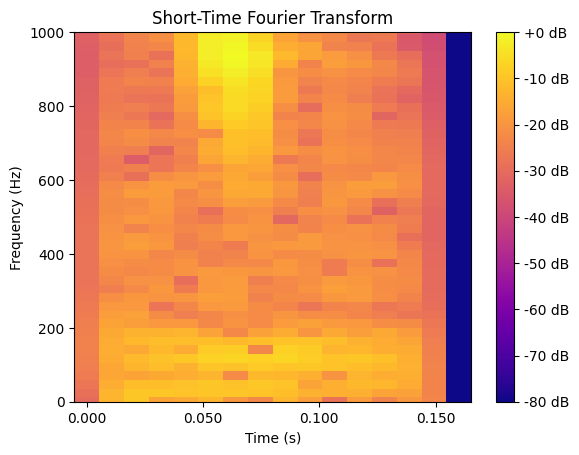 Short-Time Fourier Transform
Frequency (Hz)
1000
800
600
400
200
0
0.000
0.050
0.100
0.150
Time (s)
+0 dB
-10 dB
-20 dB
-30 dB
-40 dB
-50 dB
-60 dB
-70 dB
-80 dB